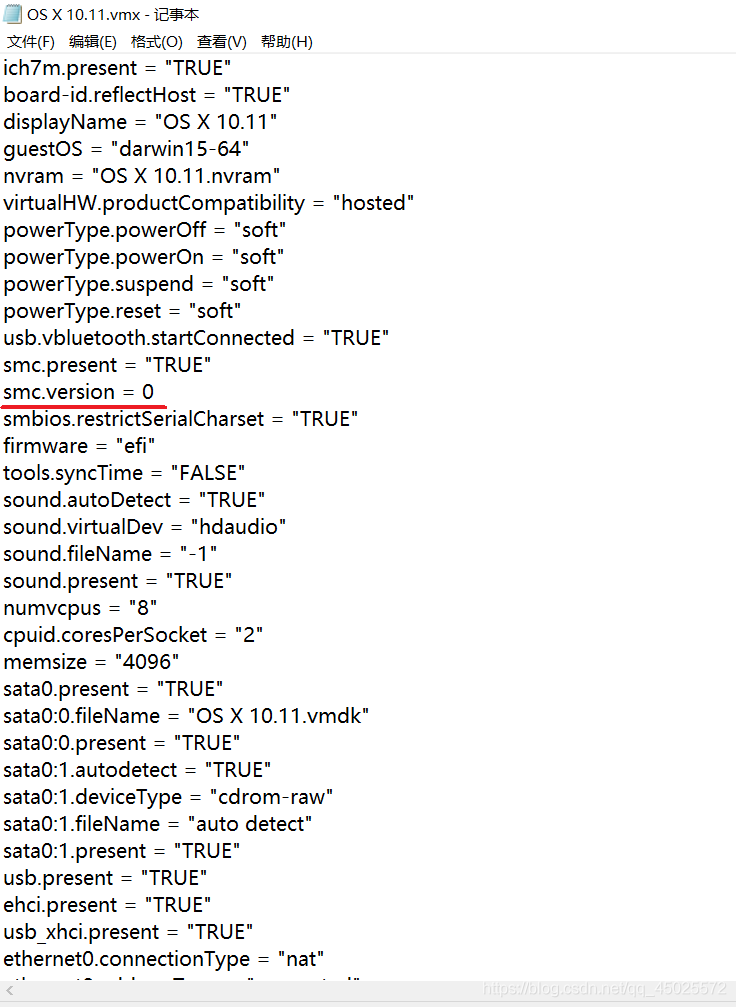 OS X 10.11.vmx - 记事本
文件(F) 编辑(E) 格式(O) 查看(V) 帮助(H)
ich7m.present = "TRUE"
board-id.reflectHost = "TRUE"
displayName = "OS X 10.11"
guestOS = "darwin15-64"
nvram = "OS X 10.11.nvram"
virtualHW.productCompatibility = "hosted"
powerType.powerOff = "soft"
powerType.powerOn = "soft"
powerType.suspend = "soft"
powerType.reset = "soft"
usb.vbluetooth.startConnected = "TRUE"
smc.present = "TRUE"
smc.version = 0
smbios.restrictSerialCharset = "TRUE"
firmware = "efi"
tools.syncTime = "FALSE"
sound.autoDetect = "TRUE"
sound.virtualDev = "hdaudio"
sound.fileName = "-1"
sound.present = "TRUE"
numvcpus = "8"
cpuid.coresPerSocket = "2"
memsize = "4096"
sata0.present = "TRUE"
sata0:0.fileName = "OS X 10.11.vmdk"
sata0:0.present = "TRUE"
sata0:1.autodetect = "TRUE"
sata0:1.deviceType = "cdrom-raw"
sata0:1.fileName = "auto detect"
sata0:1.present = "TRUE"
usb.present = "TRUE"
ehci.present = "TRUE"
usb_xhci.present = "TRUE"
ethernet0.connectionType = "nat"
https://blog.csdn.net/qq_45025572